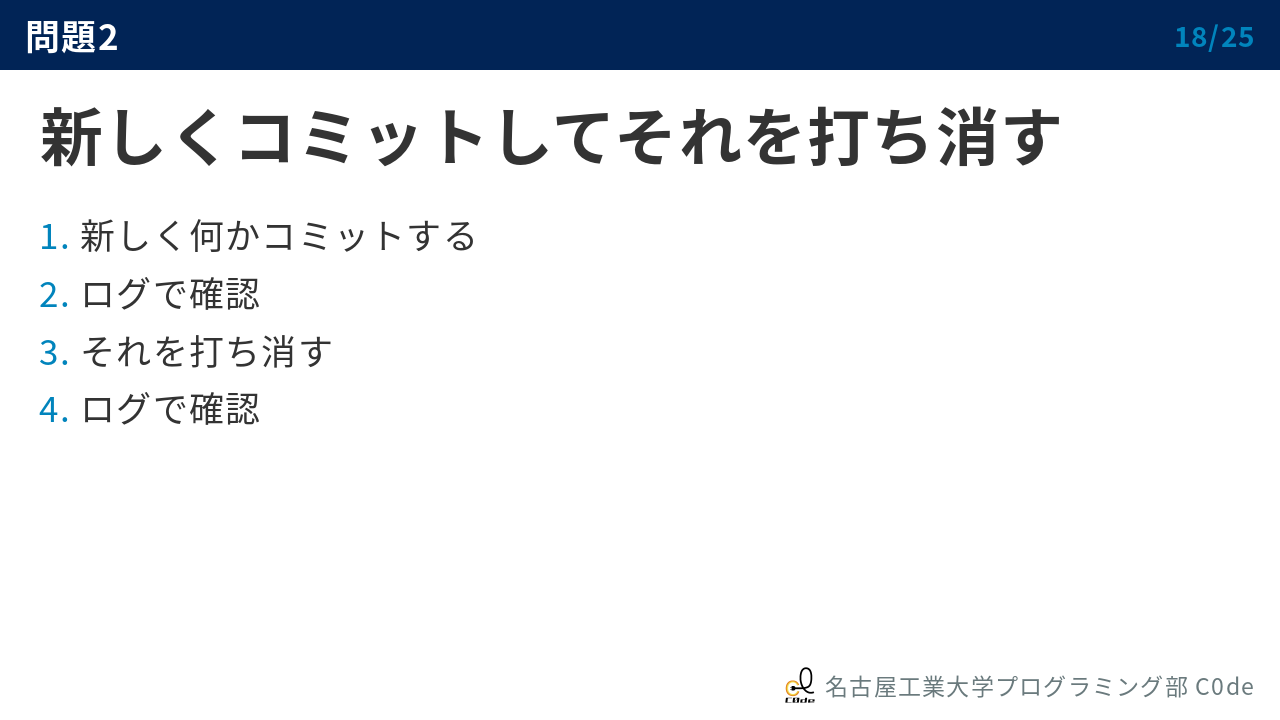 問題2
18/25
新しくコミットしてそれを打ち消す
1. 新しく何かコミットする
2. ログで確認
3. それを打ち消す
4. ログで確認
C0de
名古屋工業大学プログラミング部 C0de